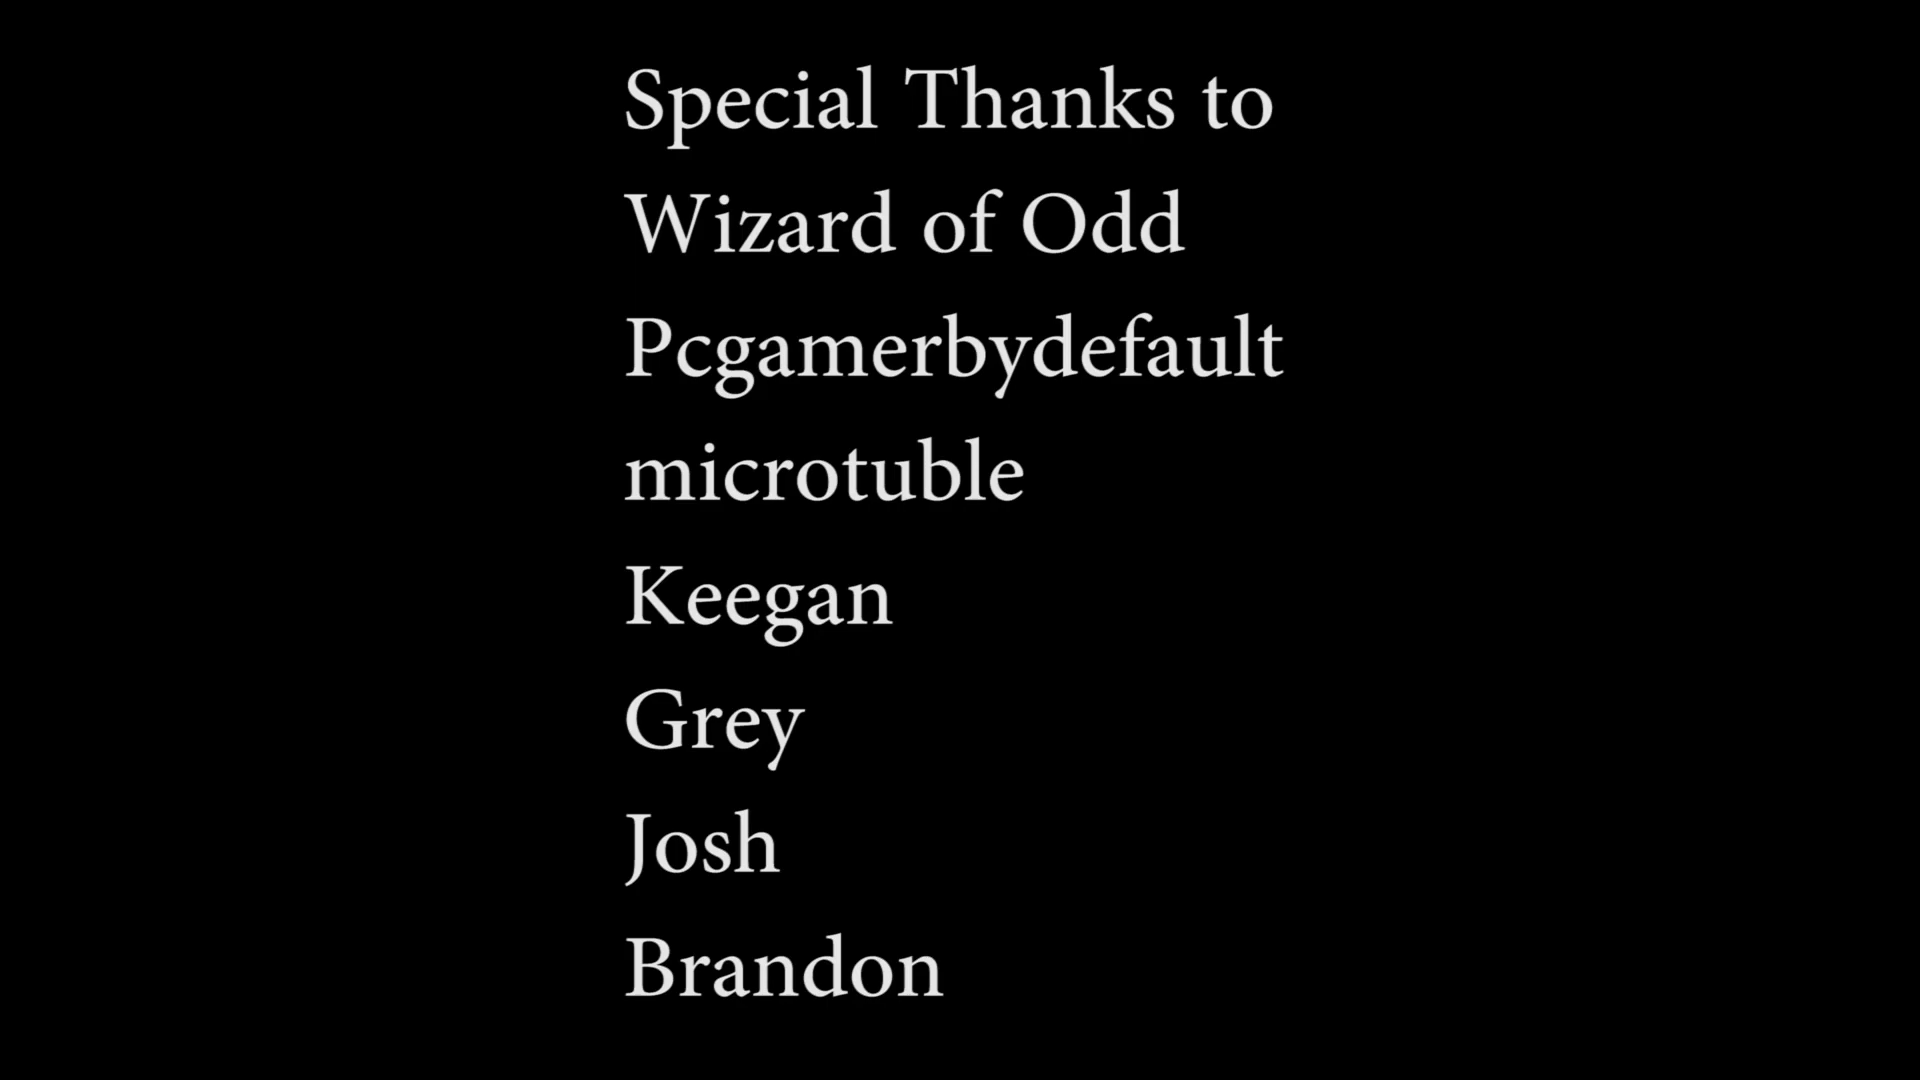 Special Thanks to
Wizard of Odd
Pcgamerbydefault
microtuble
Keegan
Grey
Josh
Brandon